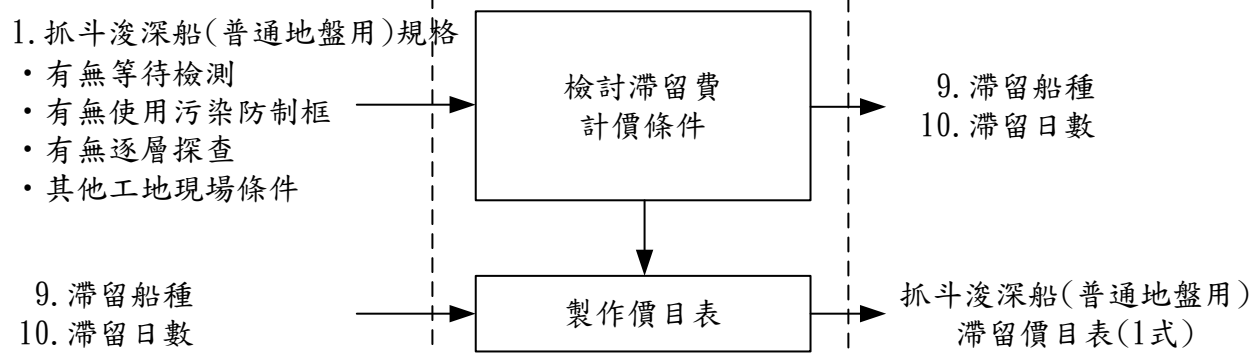 1.抓斗浚深船(普通地盤用)規格
・有無等待檢測
・有無使用污染防制框
・有無逐層探查
・其他工地現場條件
檢討滯留費
計價條件
9.滯留船種
10.滯留日數
9.滯留船種
10.滯留日數
製作價目表
抓斗浚深船(普通地盤用)
滯留價目表(1式)